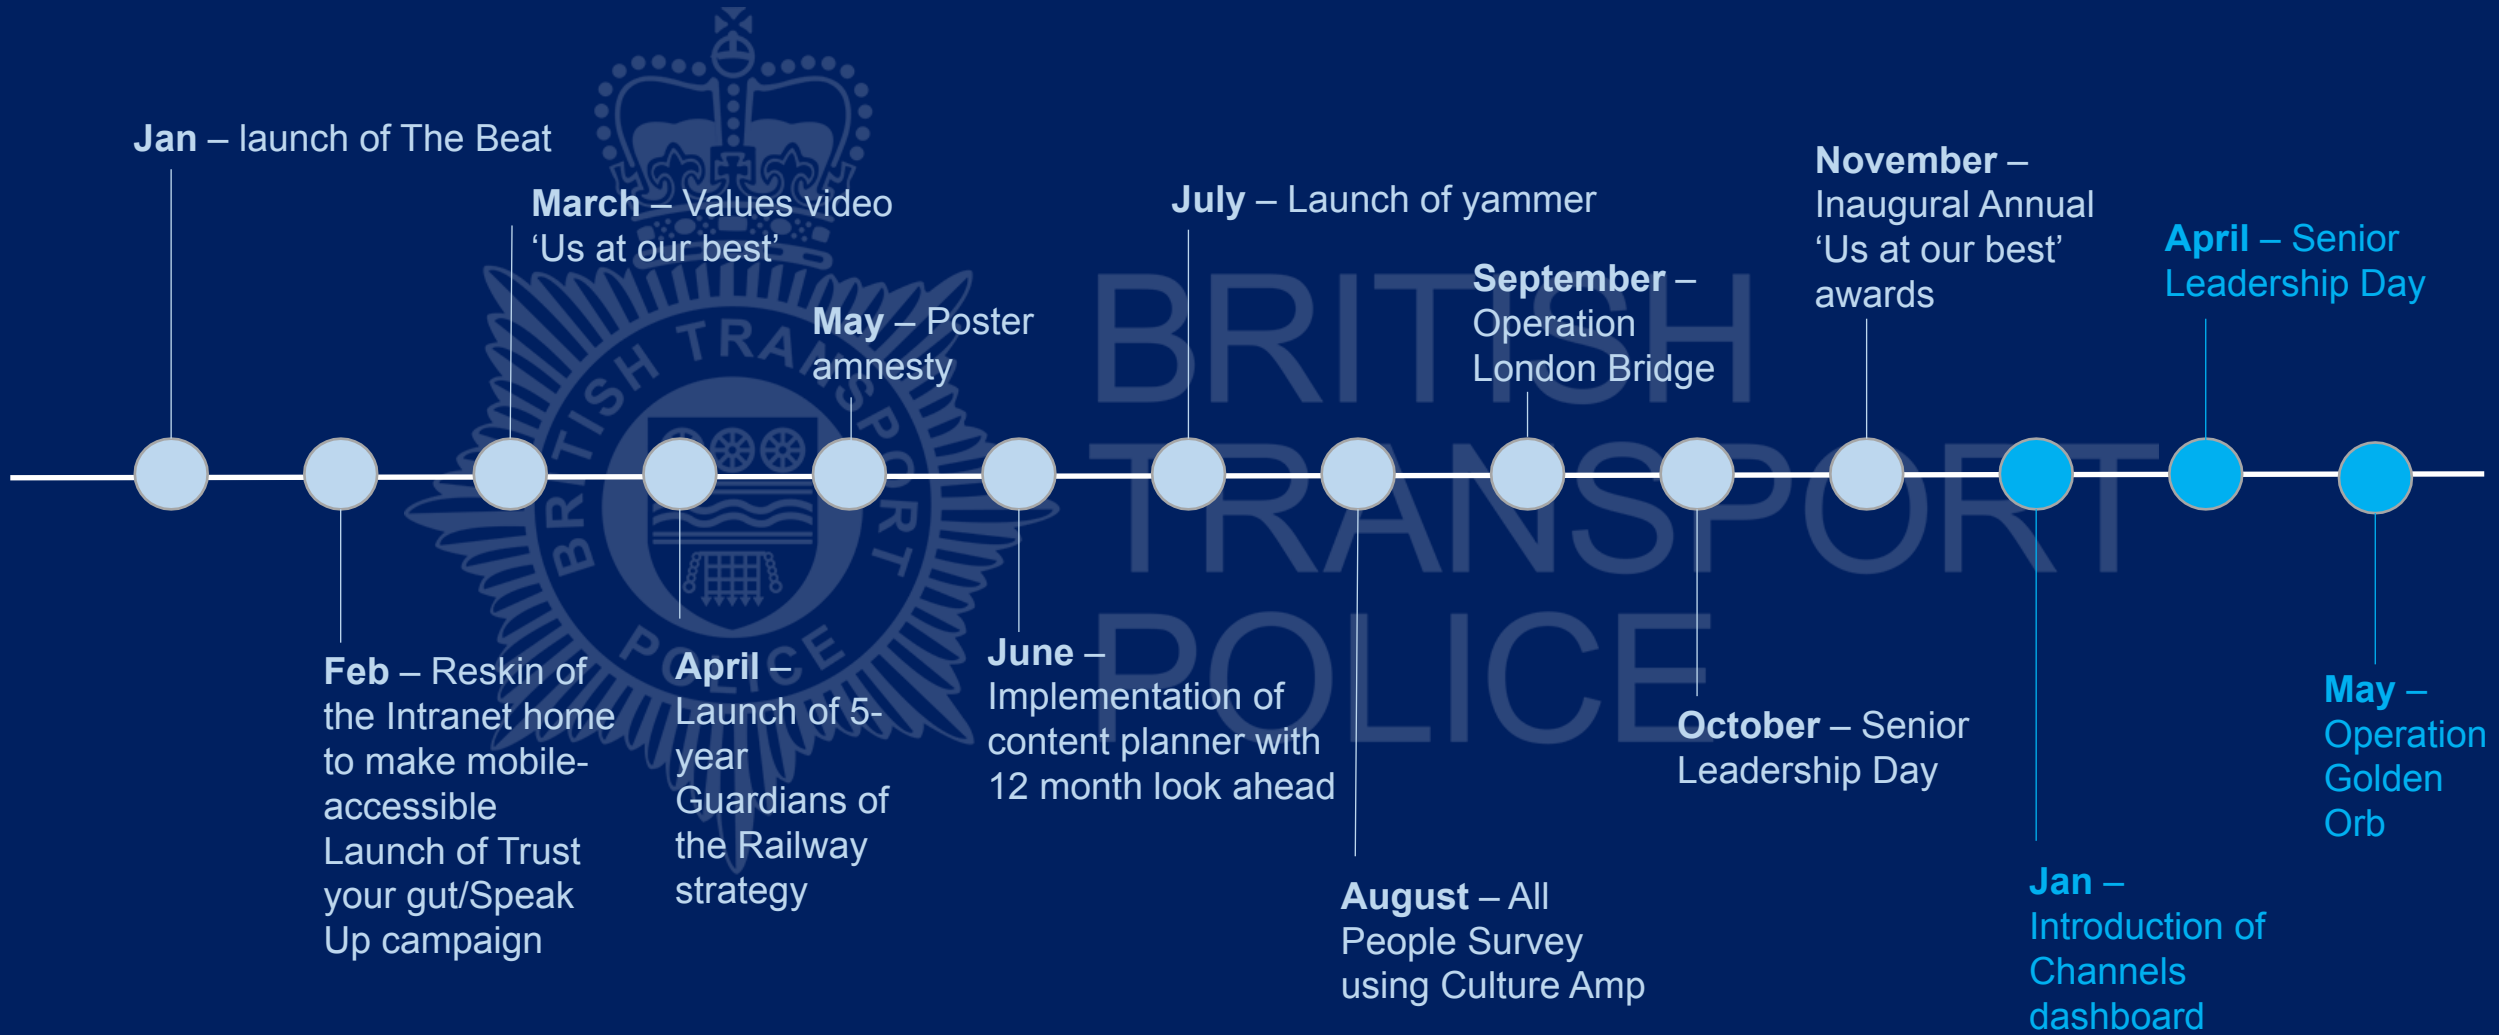 Jan – launch of The Beat
Feb – Reskin of
the Intranet home
to make mobile-
accessible
Launch of Trust
your gut/Speak
Up campaign
March – Values video
‘Us at our best’
April –
Launch of 5-
year
Guardians of
the Railway
strategy
May – Poster
amnesty
June –
Implementation of
content planner with
12 month look ahead
July – Launch of yammer
August – All
People Survey
using Culture Amp
September –
Operation
London Bridge
October – Senior
Leadership Day
November –
Inaugural Annual
‘Us at our best’
awards
Jan –
Introduction of
Channels
dashboard
April – Senior
Leadership Day
May –
Operation
Golden
Orb
BRITISH TRANSPORT
POLICE
BRITISH
TRANSPORT
POLICE